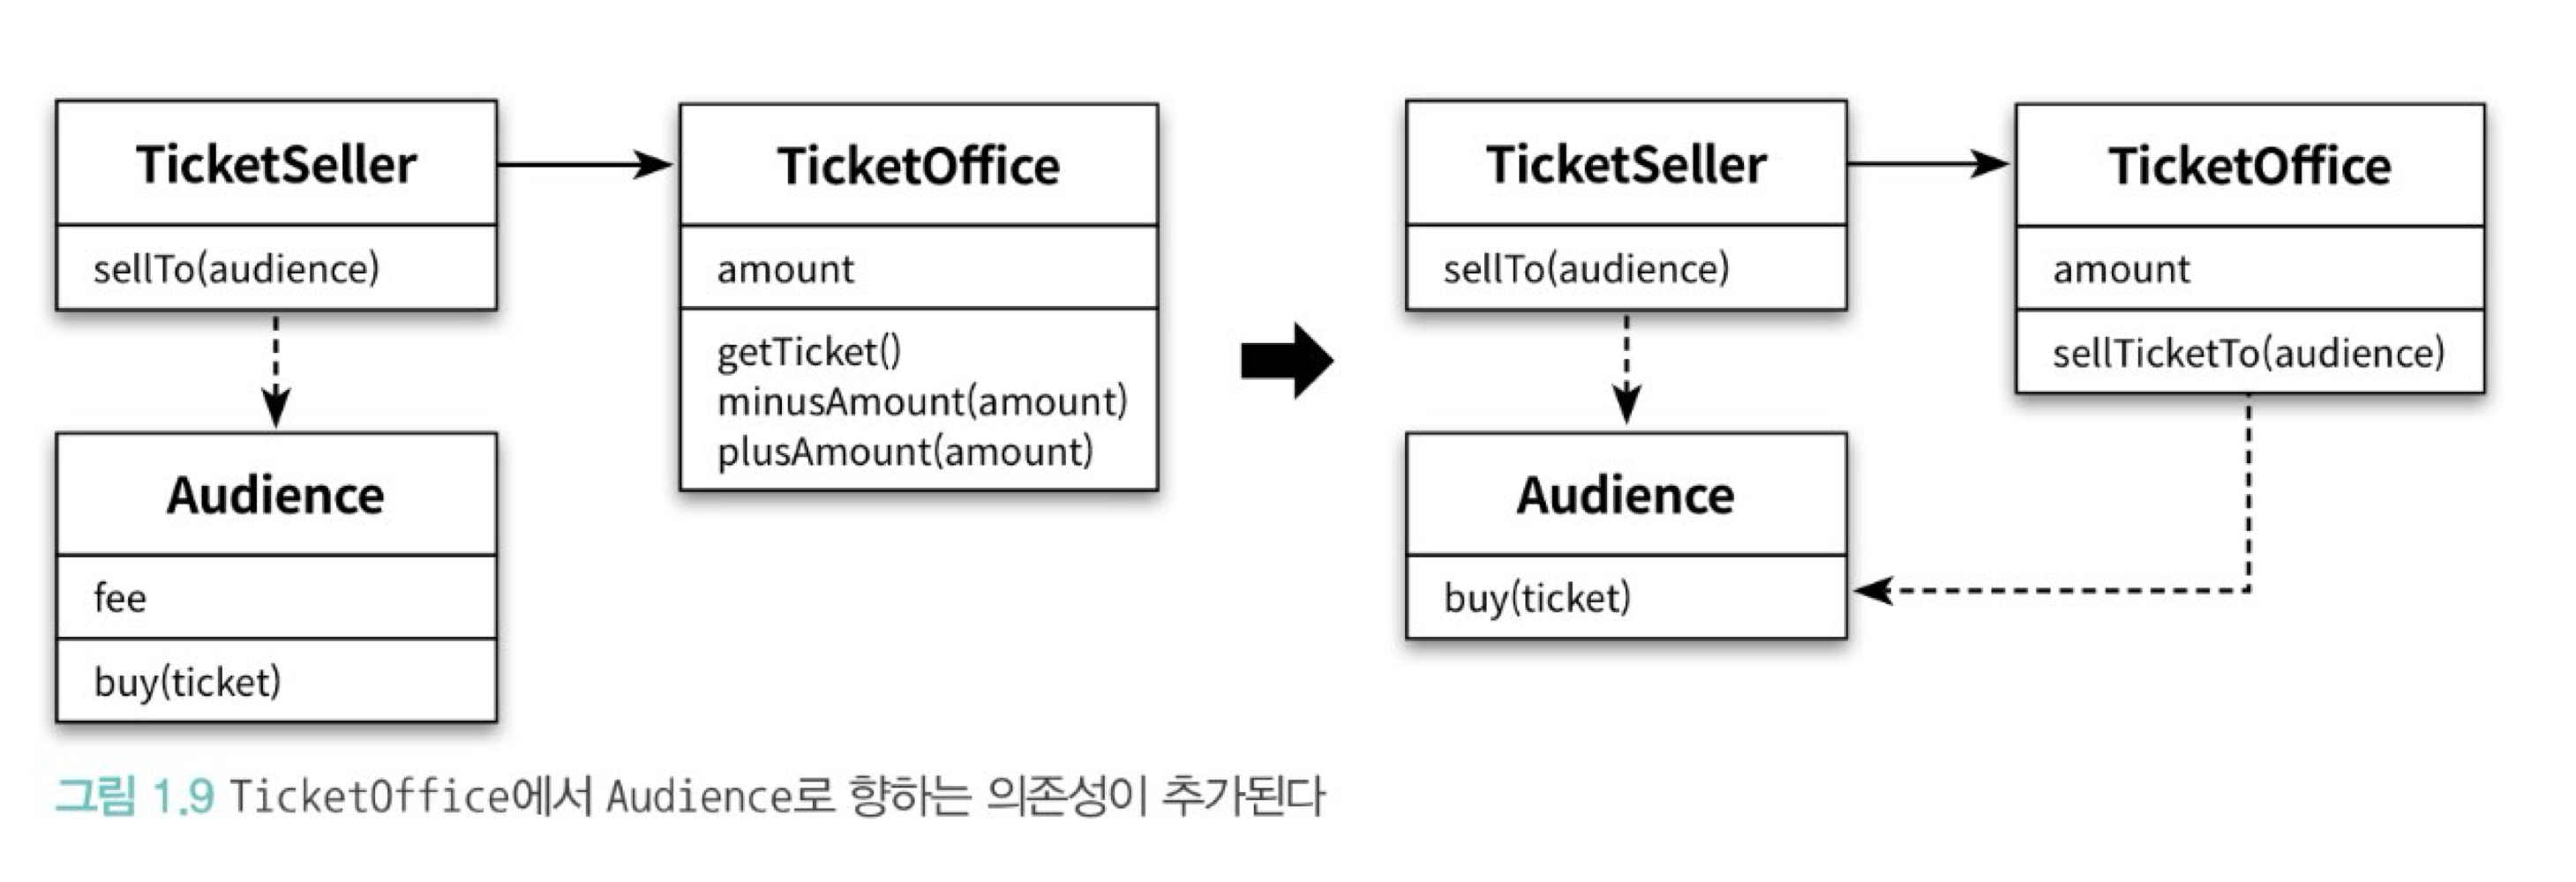 TicketSeller
sellTo(audience)
Audience
fee
buy(ticket)
TicketOffice
amount
getTicket()
minusAmount(amount)
plusAmount(amount)
TicketSeller
sellTo(audience)
Audience
buy(ticket)
TicketOffice
amount
sellTicketTo(audience)
그림 1.9 TicketOffice에서 Audience로 향하는 의존성이 추가된다